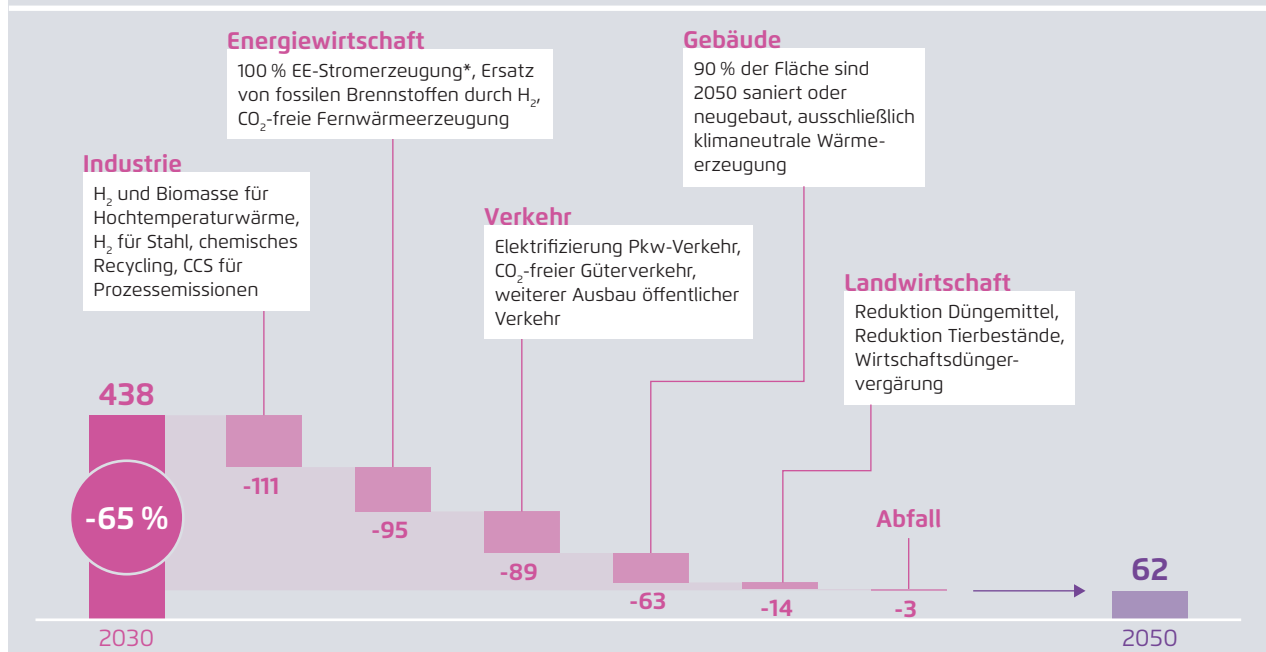 Energiewirtschaft
100 % EE-Stromerzeugung*, Ersatz
von fossilen Brennstoffen durch H₂,
CO₂-freie Fernwärmeerzeugung
Gebäude
90 % der Fläche sind
2050 saniert oder
neugebaut, ausschließlich
klimaneutrale Wärme-
erzeugung
Industrie
H₂ und Biomasse für
Hochtemperaturwärme,
H₂ für Stahl, chemisches
Recycling, CCS für
Prozessemissionen
Verkehr
Elektrifizierung Pkw-Verkehr,
CO₂-freier Güterverkehr,
weiterer Ausbau öffentlicher
Verkehr
Landwirtschaft
Reduktion Düngemittel,
Reduktion Tierbestände,
Wirtschaftsdünger-
vergärung
438
-65 %
-111
-95
-89
-63
-14
Abfall
-3
62
2030
2050